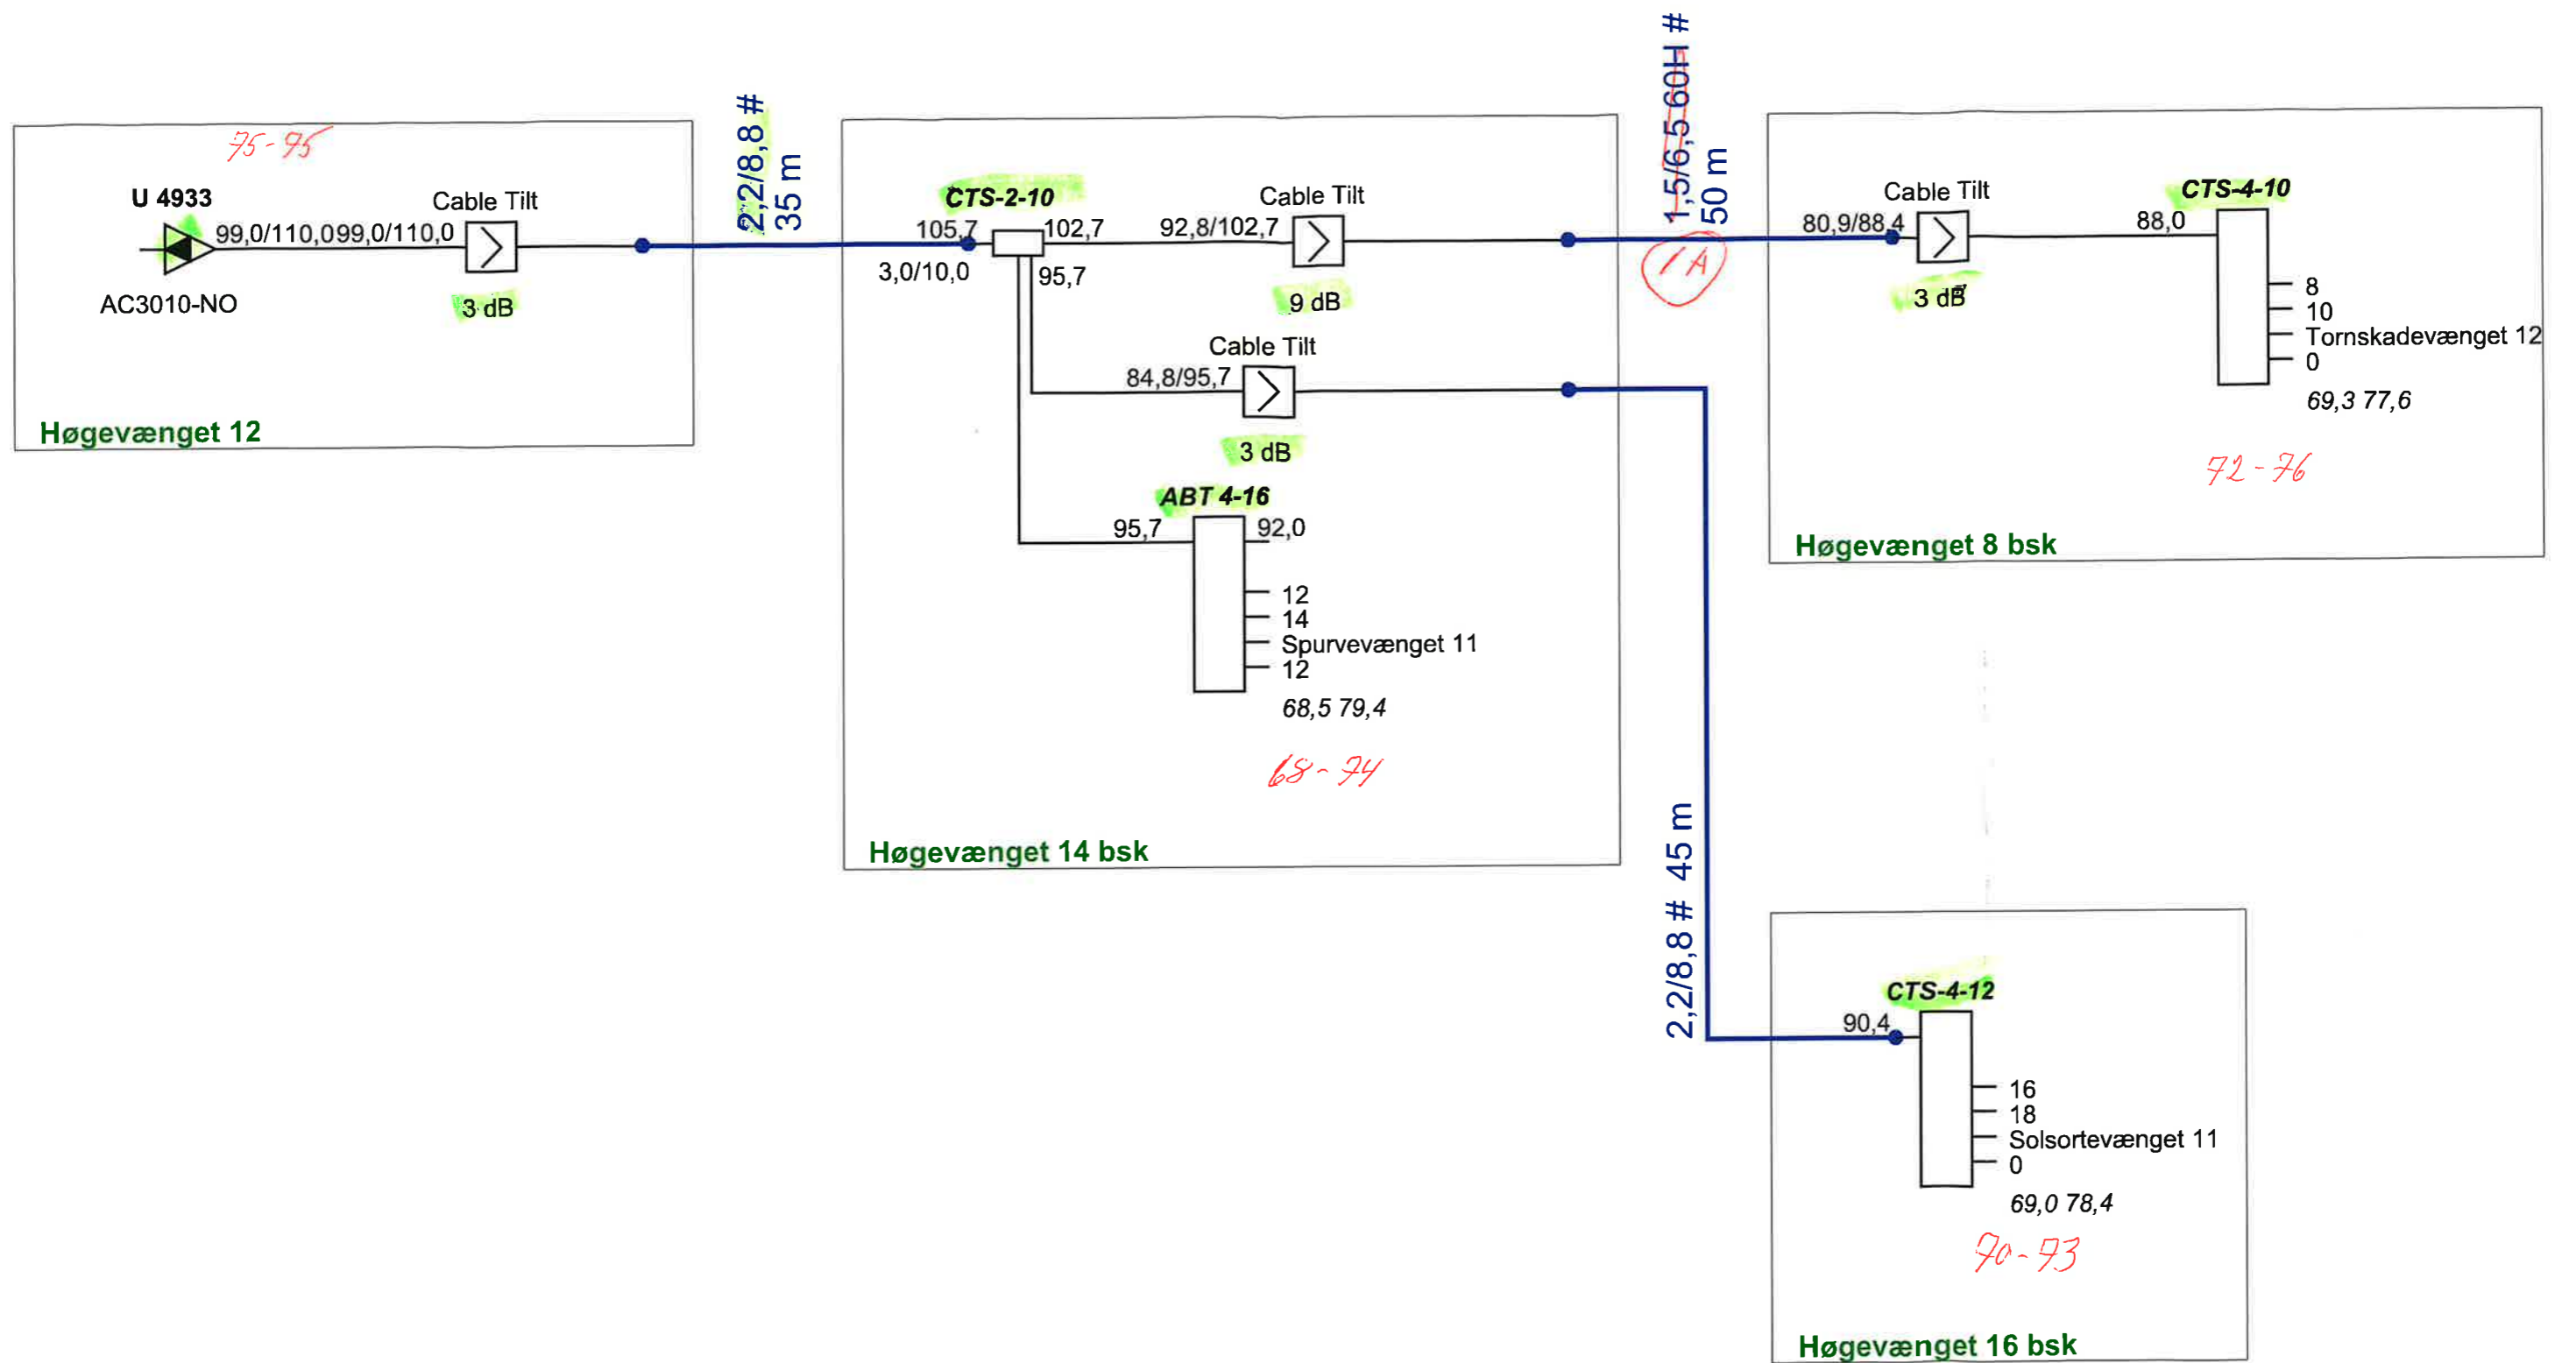 75-95
U 4933
99,0/110,099,0/110,0
Cable Tilt
3 dB
AC3010-NO
Høgevænget 12
2,2/8,8 #
35 m
CTS-2-10
105,7
102,7
3,0/10,0
95,7
92,8/102,7
Cable Tilt
9 dB
Cable Tilt
84,8/95,7
3 dB
ABT 4-16
95,7
92,0
12
14
Spurvevænget 11
12
68,5 79,4
68-74
Høgevænget 14 bsk
1,5/6,5 60H #
50 m
1A
Cable Tilt
80,9/88,4
3 dB
CTS-4-10
88,0
8
10
Tornskadevænget 12
0
69,3 77,6
72-76
Høgevænget 8 bsk
2,2/8,8 # 45 m
CTS-4-12
90,4
16
18
Solsortevænget 11
0
69,0 78,4
70-73
Høgevænget 16 bsk